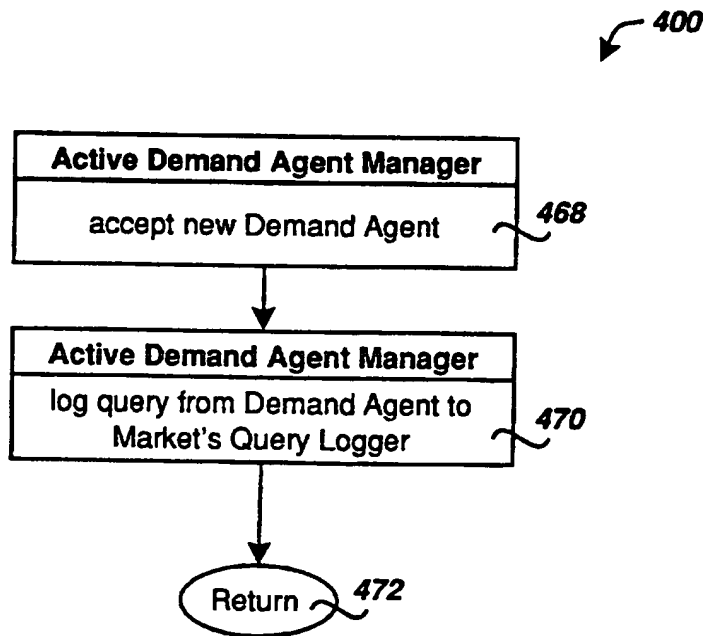 400
Active Demand Agent Manager
accept new Demand Agent
468
Active Demand Agent Manager
log query from Demand Agent to
Market's Query Logger
470
Return
472